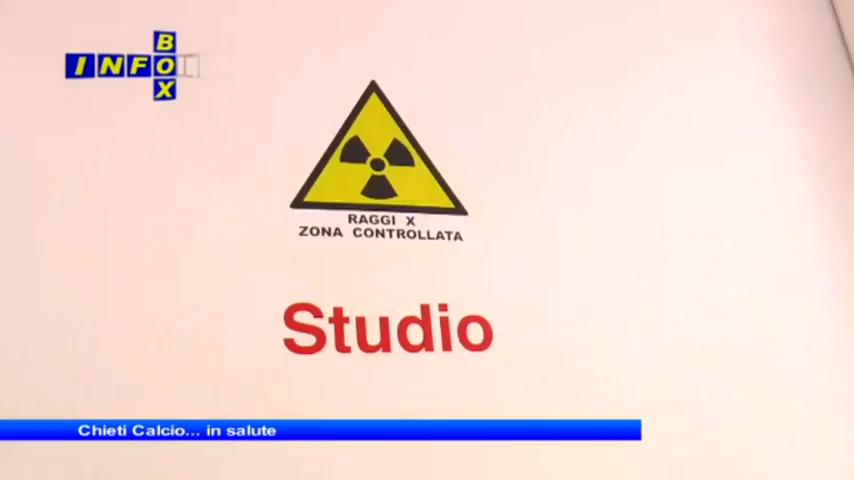 INFO
BOX
RAGGI X
ZONA CONTROLLATA
Studio
Chieti Calcio... in salute